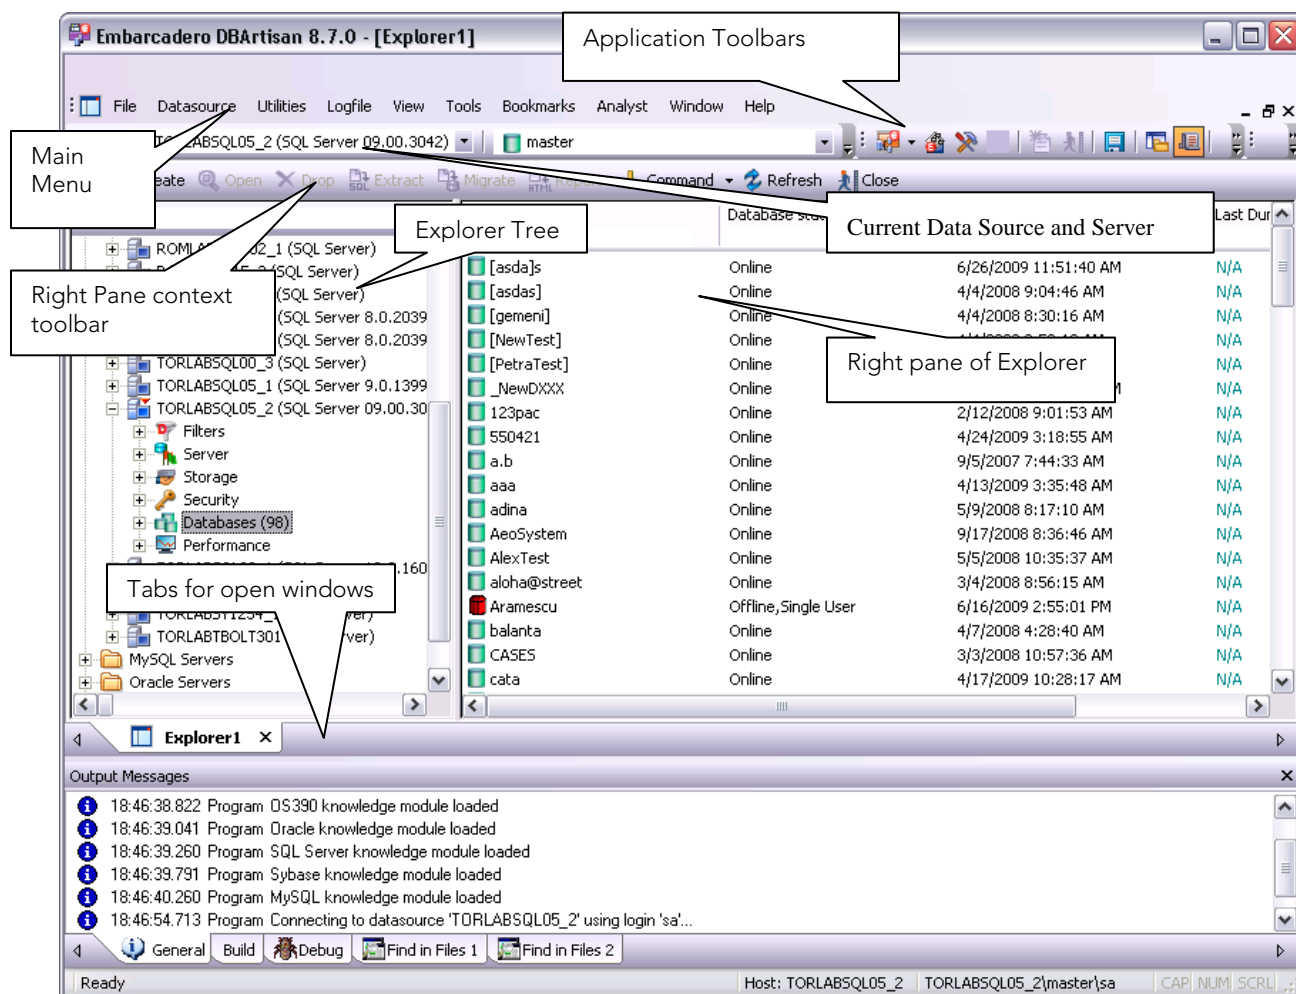 Embarcadero DBArtisan 8.7.0 - [Explorer1]
Application Toolbars
File Datasource Utilities Logfile View Tools Bookmarks Analyst Window Help
Main
Menu
TORLABSQL05_2 (SQL Server 09.00.3042) master
eate Open Drop SQL Extract Migrate HTML Command Refresh Close
Explorer Tree
Current Data Source and Server
Database Last Dur
ROMLA 02_1 (SQL Server)
(SQL Server)
Right Pane context
toolbar
(SQL Server)
(SQL Server 8.0.2039
(SQL Server 8.0.2039
TORLABSQL00_3 (SQL Server)
TORLABSQL05_1 (SQL Server 9.0.1399
TORLABSQL05_2 (SQL Server 09.00.30
Filters
Server
Storage
Security
Databases (98)
Performance
.160
Tabs for open windows
TORLABSY1254_ ver)
TORLABTBOLT301 ver)
MySQL Servers
Oracle Servers
[asda]s Online 6/26/2009 11:51:40 AM N/A
[asdas] Online 4/4/2008 9:04:46 AM N/A
[gemeni] Online 4/4/2008 8:30:16 AM N/A
[NewTest] Online N/A
[PetraTest] Online N/A
_NewDXXX Online N/A
Right pane of Explorer
123pac Online 2/12/2008 9:01:53 AM N/A
550421 Online 4/24/2009 3:18:55 AM N/A
a.b Online 9/5/2007 7:44:33 AM N/A
aaa Online 4/13/2009 3:35:48 AM N/A
adina Online 5/9/2008 8:17:10 AM N/A
AeoSystem Online 9/17/2008 8:36:46 AM N/A
AlexTest Online 5/5/2008 10:35:37 AM N/A
aloha@street Online 3/4/2008 8:56:15 AM N/A
Aramescu Offline,Single User 6/16/2009 2:55:01 PM N/A
balanta Online 4/7/2008 4:28:40 AM N/A
CASES Online 3/3/2008 10:57:36 AM N/A
cata Online 4/17/2009 10:28:17 AM N/A
Explorer1
Output Messages
18:46:38.822 Program OS390 knowledge module loaded
18:46:39.041 Program Oracle knowledge module loaded
18:46:39.260 Program SQL Server knowledge module loaded
18:46:39.791 Program Sybase knowledge module loaded
18:46:40.260 Program MySQL knowledge module loaded
18:46:54.713 Program Connecting to datasource 'TORLABSQL05_2' using login 'sa'...
General Build Debug Find in Files 1 Find in Files 2
Ready Host: TORLABSQL05_2 TORLABSQL05_2\master\sa CAP NUM SCRL